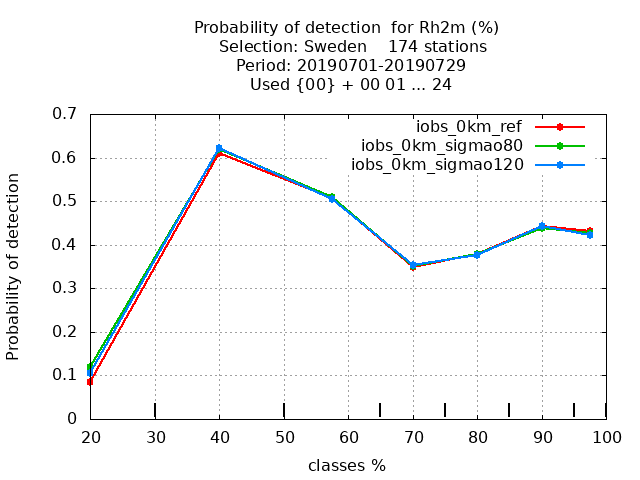 Probability of detection  for Rh2m (%)
Selection: Sweden    174 stations
Period: 20190701-20190729
Used {00} + 00 01 ... 24
iobs_0km_ref
iobs_0km_sigmao80
iobs_0km_sigmao120
Probability of detection
0.7
0.6
0.5
0.4
0.3
0.2
0.1
0
20 30 40 50 60 70 80 90 100
classes %